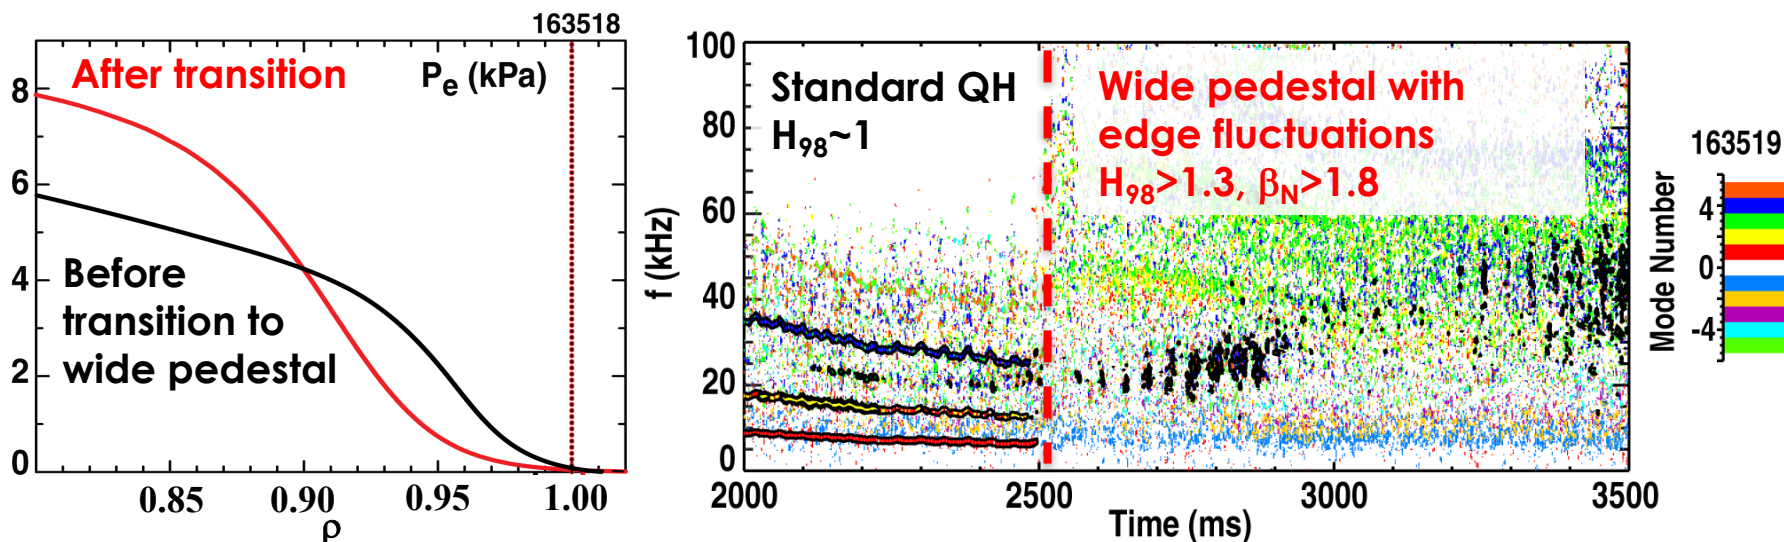 163518
After transition
Pₑ (kPa)
Before
transition to
wide pedestal
8
6
4
2
0
0.85 0.90 0.95 1.00
ρ
Standard QH
H₉₈~1
Wide pedestal with
edge fluctuations
H₉₈>1.3, βN>1.8
100
80
60
40
20
0
f (kHz)
2000 2500 3000 3500
Time (ms)
163519
Mode Number
4
0
-4